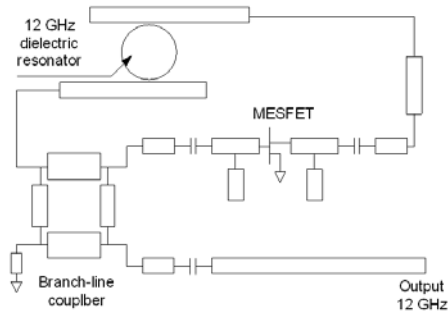 12 GHz
dielectric
resonator
MESFET
Branch-line
couplber
Output
12 GHz